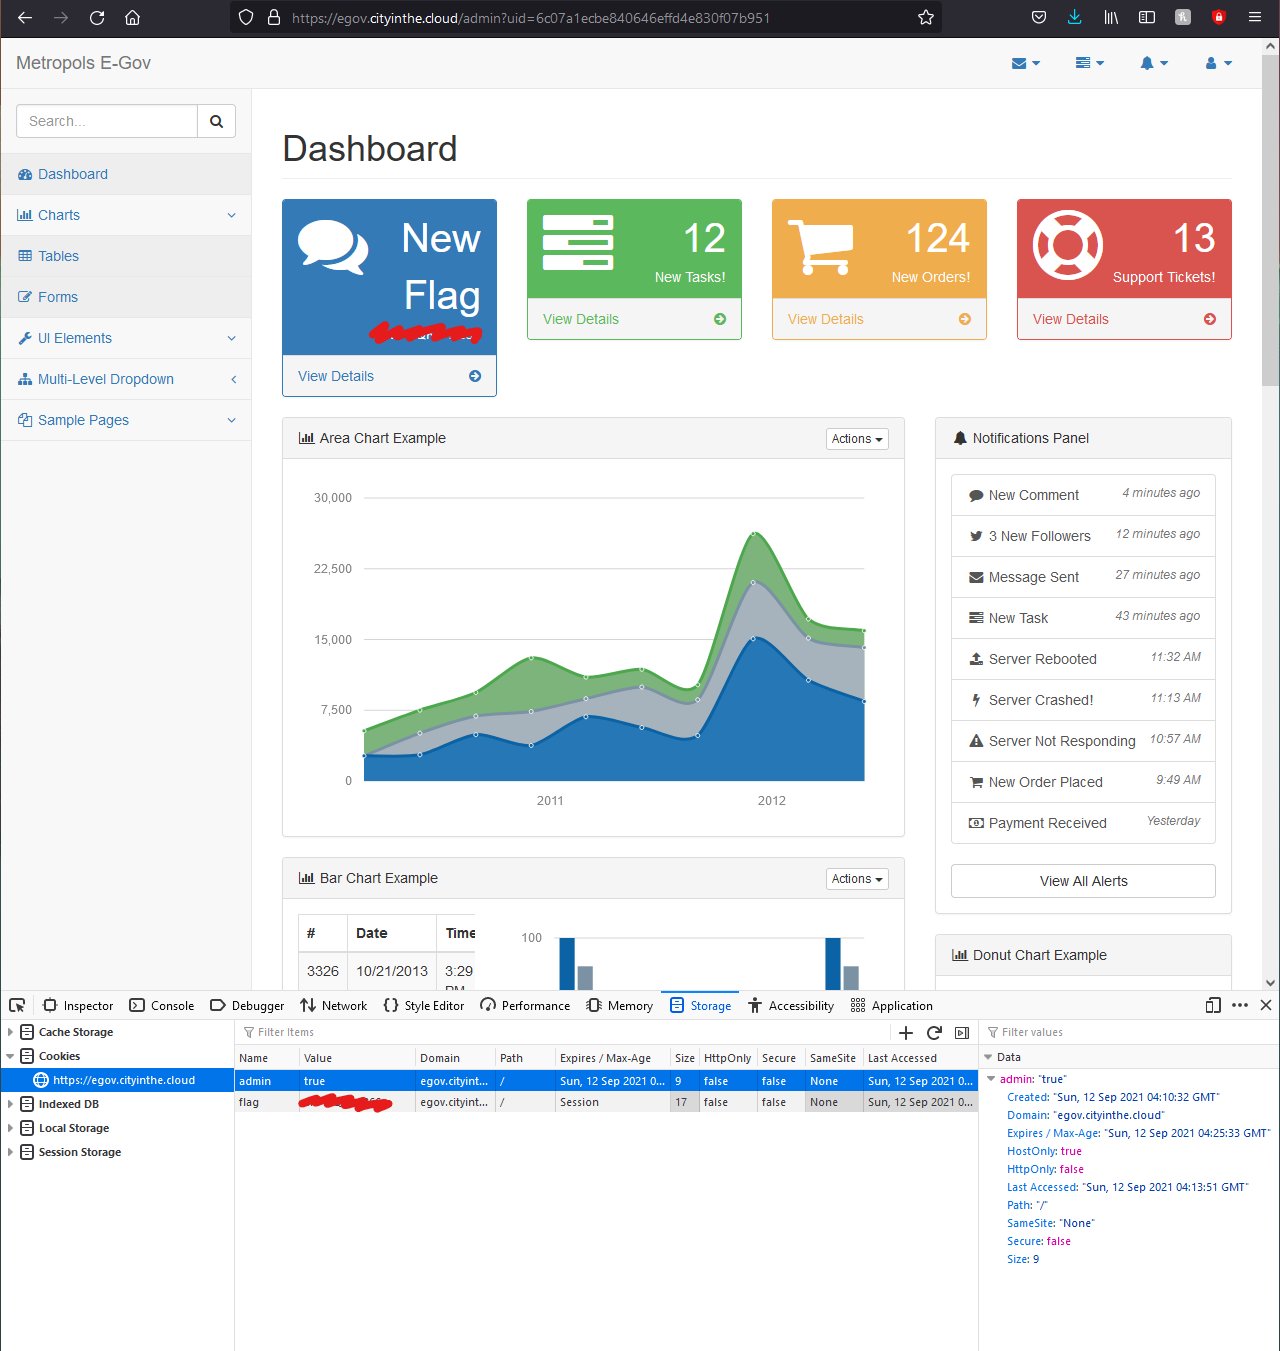 https://egov.cityinthe.cloud/admin?uid=6c07a1ecbe840646effd4e830f07b951
Metropols E-Gov
Search...
Dashboard
Charts
Tables
Forms
UI Elements
Multi-Level Dropdown
Sample Pages
Dashboard
New
Flag
View Details
12
New Tasks!
View Details
124
New Orders!
View Details
13
Support Tickets!
View Details
Area Chart Example
Actions
30,000
22,500
15,000
7,500
0
2011
2012
Notifications Panel
New Comment 4 minutes ago
3 New Followers 12 minutes ago
Message Sent 27 minutes ago
New Task 43 minutes ago
Server Rebooted 11:32 AM
Server Crashed! 11:13 AM
Server Not Responding 10:57 AM
New Order Placed 9:49 AM
Payment Received Yesterday
View All Alerts
Bar Chart Example
Actions
# Date Time
3326 10/21/2013 3:29
100
Donut Chart Example
Inspector Console Debugger Network Style Editor Performance Memory Storage Accessibility Application
Cache Storage
Cookies
https://egov.cityinthe.cloud
Indexed DB
Local Storage
Session Storage
Filter Items
Name Value Domain Path Expires / Max-Age Size HttpOnly Secure SameSite Last Accessed
admin true egov.cityint... / Sun, 12 Sep 2021 0... 9 false false None Sun, 12 Sep 2021 0...
flag egov.cityint... / Session 17 false false None Sun, 12 Sep 2021 0...
Filter values
Data
admin: "true"
Created: "Sun, 12 Sep 2021 04:10:32 GMT"
Domain: "egov.cityinthe.cloud"
Expires / Max-Age: "Sun, 12 Sep 2021 04:25:33 GMT"
HostOnly: true
HttpOnly: false
Last Accessed: "Sun, 12 Sep 2021 04:13:51 GMT"
Path: "/"
SameSite: "None"
Secure: false
Size: 9